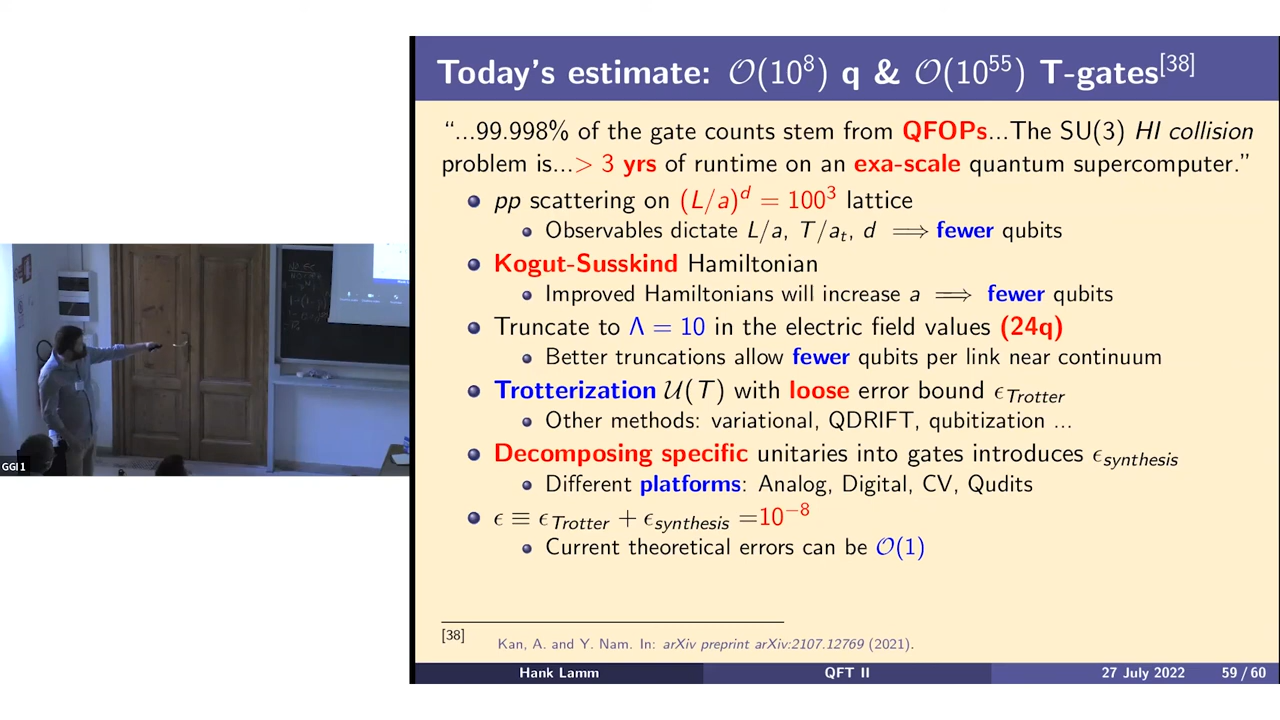 Today's estimate: O(10⁸) q & O(10⁵⁵) T-gates[38]
"...99.998% of the gate counts stem from QFOPs...The SU(3) HI collision
problem is...> 3 yrs of runtime on an exa-scale quantum supercomputer."
pp scattering on (L/a)ᵈ = 100³ lattice
Observables dictate L/a, T/aₜ, d ⟹ fewer qubits
Kogut-Susskind Hamiltonian
Improved Hamiltonians will increase a ⟹ fewer qubits
Truncate to Λ = 10 in the electric field values (24q)
Better truncations allow fewer qubits per link near continuum
Trotterization U(T) with loose error bound ϵ_Trotter
Other methods: variational, QDRIFT, qubitization ...
Decomposing specific unitaries into gates introduces ϵ_synthesis
Different platforms: Analog, Digital, CV, Qudits
ϵ ≡ ϵ_Trotter + ϵ_synthesis =10⁻⁸
Current theoretical errors can be O(1)
[38] Kan, A. and Y. Nam. In: arXiv preprint arXiv:2107.12769 (2021).
Hank Lamm QFT II 27 July 2022 59 / 60
GGI1